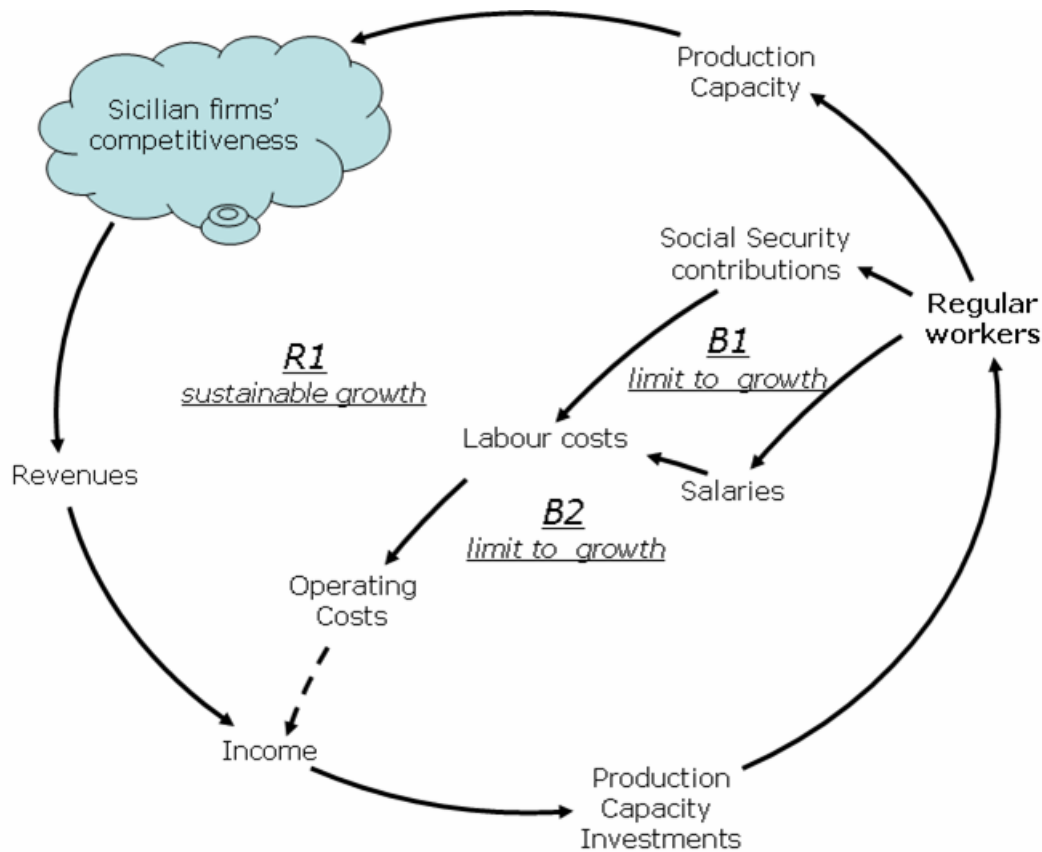 Production
Capacity
Sicilian firms'
competitiveness
Social Security
contributions
Regular
workers
R1
sustainable growth
B1
limit to growth
Labour costs
Revenues
Salaries
B2
limit to growth
Operating
Costs
Income
Production
Capacity
Investments